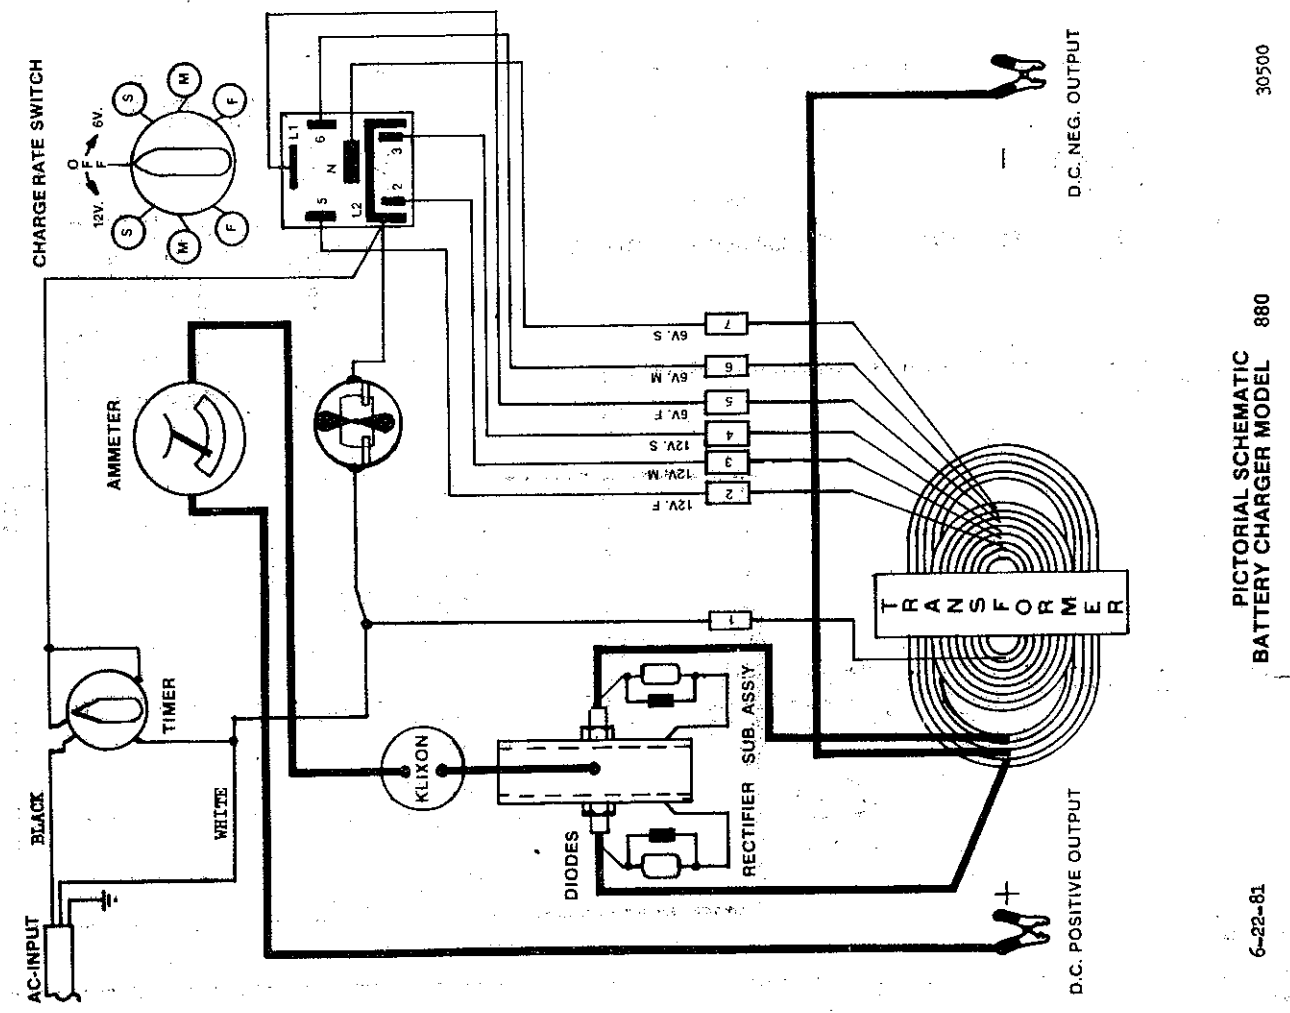 CHARGE RATE SWITCH
12V.
OFF
6V.
S
M
F
S
M
F
L1
6
N
3
5
L2
2
AMMETER
TIMER
BLACK
WHITE
AC-INPUT
KLIXON
DIODES
RECTIFIER SUB. ASS'Y
6V. S
7
6V. M
6
6V. F
5
12V. S
4
12V. M
3
12V. F
2
1
TRANSFORMER
-
D.C. NEG. OUTPUT
+
D.C. POSITIVE OUTPUT
PICTORIAL SCHEMATIC
BATTERY CHARGER MODEL 880
30500
6-22-81